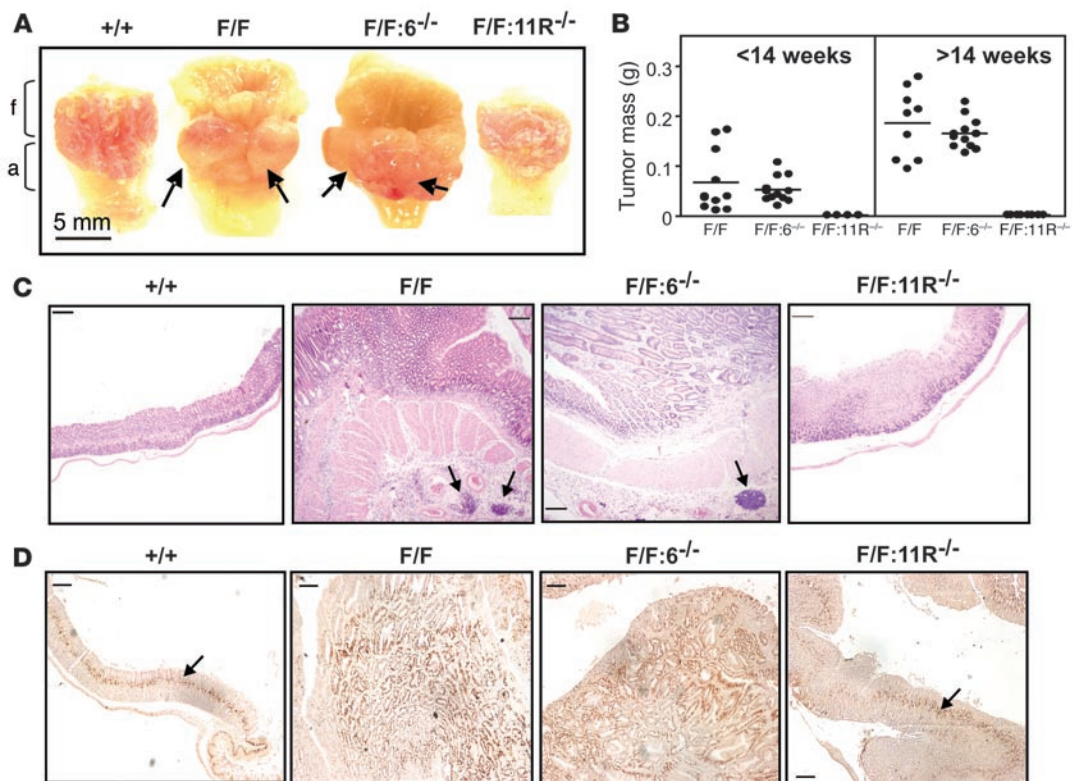 A
+/+ F/F F/F:6-/- F/F:11R-/-
f
a
5 mm
B
<14 weeks >14 weeks
Tumor mass (g)
0.3
0.2
0.1
0
F/F F/F:6-/- F/F:11R-/- F/F F/F:6-/- F/F:11R-/-
C
+/+ F/F F/F:6-/- F/F:11R-/-
D
+/+ F/F F/F:6-/- F/F:11R-/-